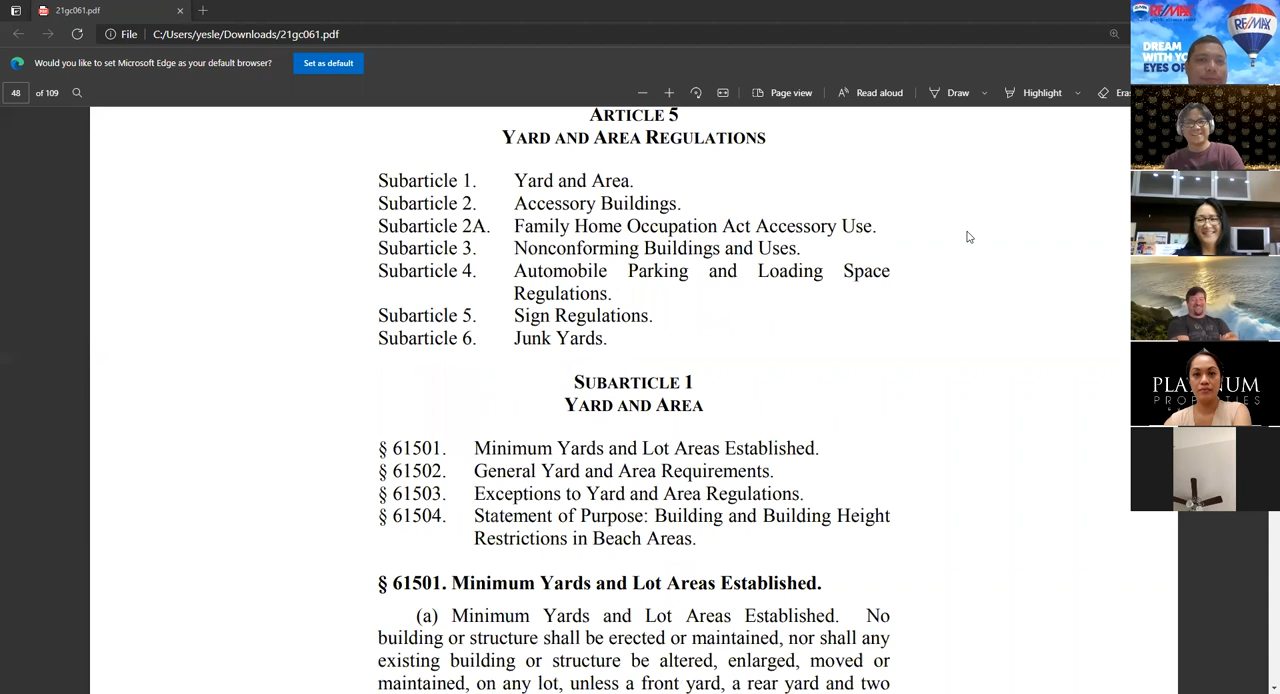 21gc061.pdf
File
C:/Users/yesle/Downloads/21gc061.pdf
Would you like to set Microsoft Edge as your default browser?
Set as default
48
of 109
Page view
Read aloud
Draw
Highlight
ARTICLE 5
YARD AND AREA REGULATIONS
Subarticle 1. Yard and Area.
Subarticle 2. Accessory Buildings.
Subarticle 2A. Family Home Occupation Act Accessory Use.
Subarticle 3. Nonconforming Buildings and Uses.
Subarticle 4. Automobile Parking and Loading Space
Regulations.
Subarticle 5. Sign Regulations.
Subarticle 6. Junk Yards.
SUBARTICLE 1
YARD AND AREA
§ 61501. Minimum Yards and Lot Areas Established.
§ 61502. General Yard and Area Requirements.
§ 61503. Exceptions to Yard and Area Regulations.
§ 61504. Statement of Purpose: Building and Building Height
Restrictions in Beach Areas.
§ 61501. Minimum Yards and Lot Areas Established.
(a) Minimum Yards and Lot Areas Established. No
building or structure shall be erected or maintained, nor shall any
existing building or structure be altered, enlarged, moved or
maintained, on any lot, unless a front yard, a rear yard and two
RE/MAX
RE/MAX
DREAM
WITH
EYES